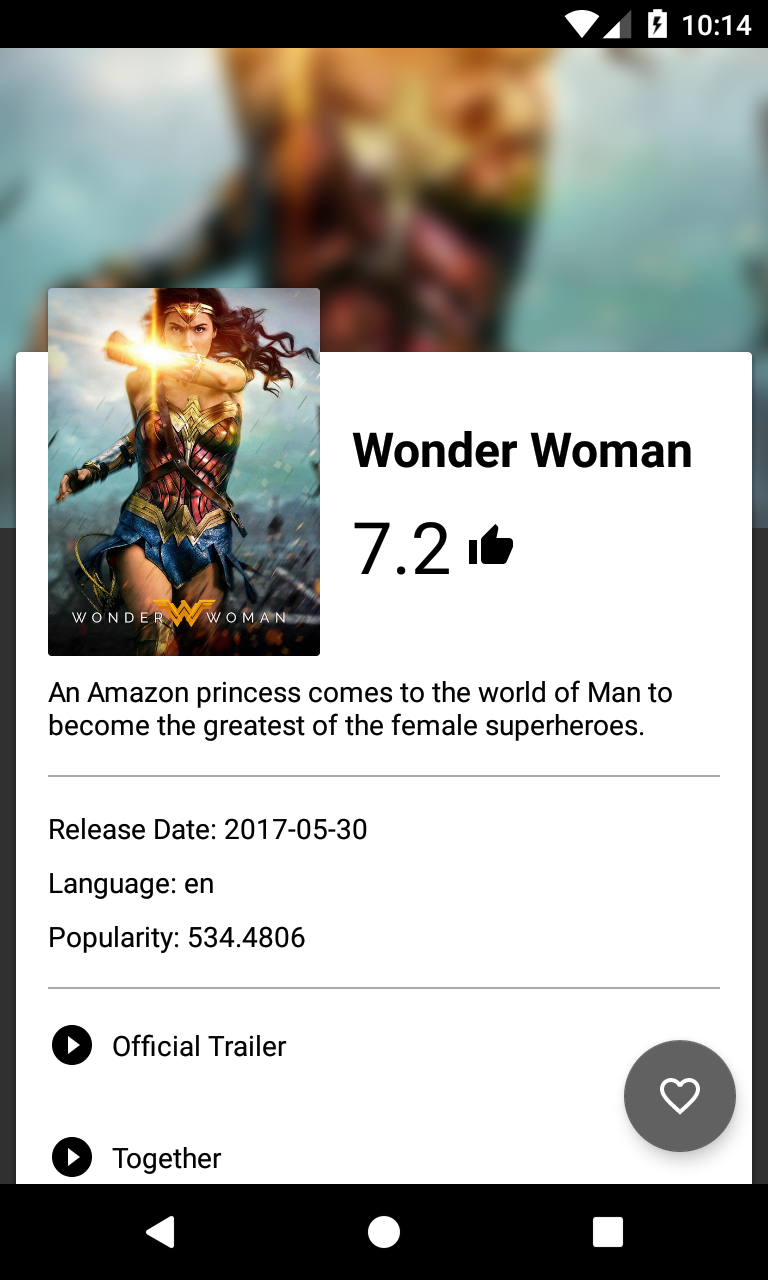 10:14
WONDER WOMAN
Wonder Woman
7.2
An Amazon princess comes to the world of Man to
become the greatest of the female superheroes.
Release Date: 2017-05-30
Language: en
Popularity: 534.4806
Official Trailer
Together